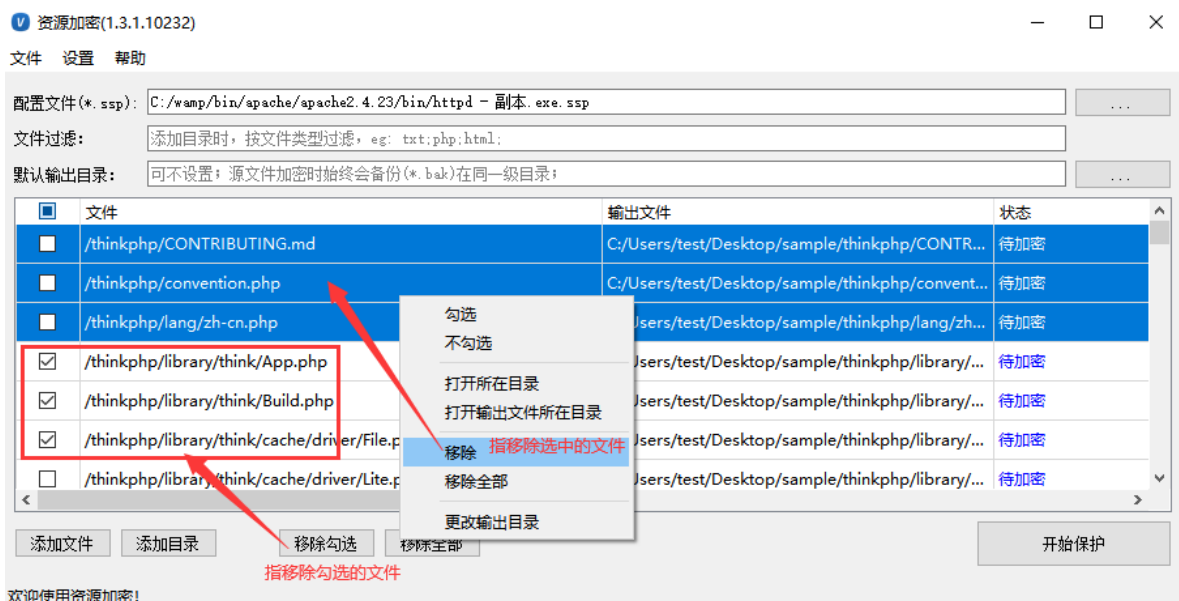 资源加密(1.3.1.10232)
文件 设置 帮助
配置文件(*.ssp): C:/wamp/bin/apache/apache2.4.23/bin/httpd - 副本.exe.ssp ...
文件过滤: 添加目录时，按文件类型过滤，eg: txt;php;html;
默认输出目录: 可不设置；源文件加密时始终会备份(*.bak)在同一级目录； ...
文件 输出文件 状态
/thinkphp/CONTRIBUTING.md C:/Users/test/Desktop/sample/thinkphp/CONTR... 待加密
/thinkphp/convention.php C:/Users/test/Desktop/sample/thinkphp/convent... 待加密
/thinkphp/lang/zh-cn.php Jsers/test/Desktop/sample/thinkphp/lang/zh... 待加密
/thinkphp/library/think/App.php Jsers/test/Desktop/sample/thinkphp/library/... 待加密
/thinkphp/library/think/Build.php Jsers/test/Desktop/sample/thinkphp/library/... 待加密
/thinkphp/library/think/cache/driver/File.p Jsers/test/Desktop/sample/thinkphp/library/... 待加密
/thinkphp/library/think/cache/driver/Lite.p Jsers/test/Desktop/sample/thinkphp/library/... 待加密
勾选
不勾选
打开所在目录
打开输出文件所在目录
移除 指移除选中的文件
移除全部
更改输出目录
添加文件 添加目录 移除勾选 移除全部 开始保护
指移除勾选的文件
欢迎使用资源加密!